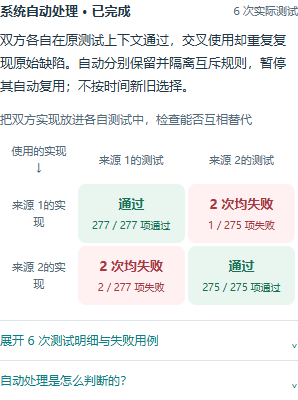 系统自动处理 • 已完成
6 次实际测试
双方各自在原测试上下文通过，交叉使用却重复复
现原始缺陷。自动分别保留并隔离互斥规则，暂停
其自动复用；不按时间新旧选择。
把双方实现放进各自测试中，检查能否互相替代
使用的实现
↓
来源 1的测试
来源 2的测试
来源 1的实
现
通过
277 / 277 项通过
2 次均失败
1 / 275 项失败
来源 2的实
现
2 次均失败
2 / 277 项失败
通过
275 / 275 项通过
展开 6 次测试明细与失败用例
自动处理是怎么判断的？